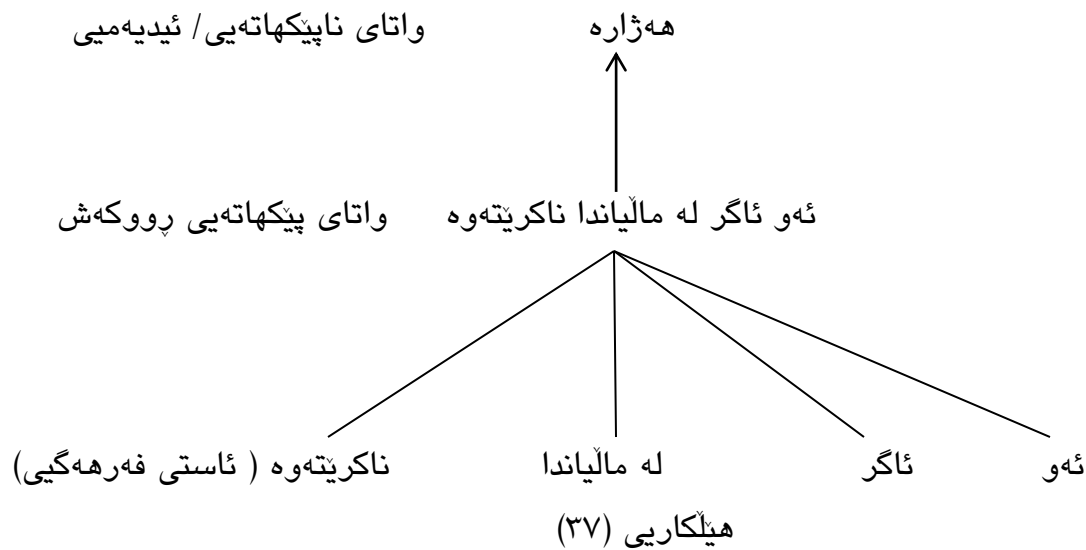 هەژارە واتای ناپێکهاتەیی/ ئیدیەمیی
ئەو ئاگر لە ماڵیاندا ناکرێتەوە واتای پێکهاتەیی ڕووکەش
ئەو ئاگر لە ماڵیاندا ناکرێتەوە ( ئاستی فەرهەگیی)
هێڵکاریی (٣٧)